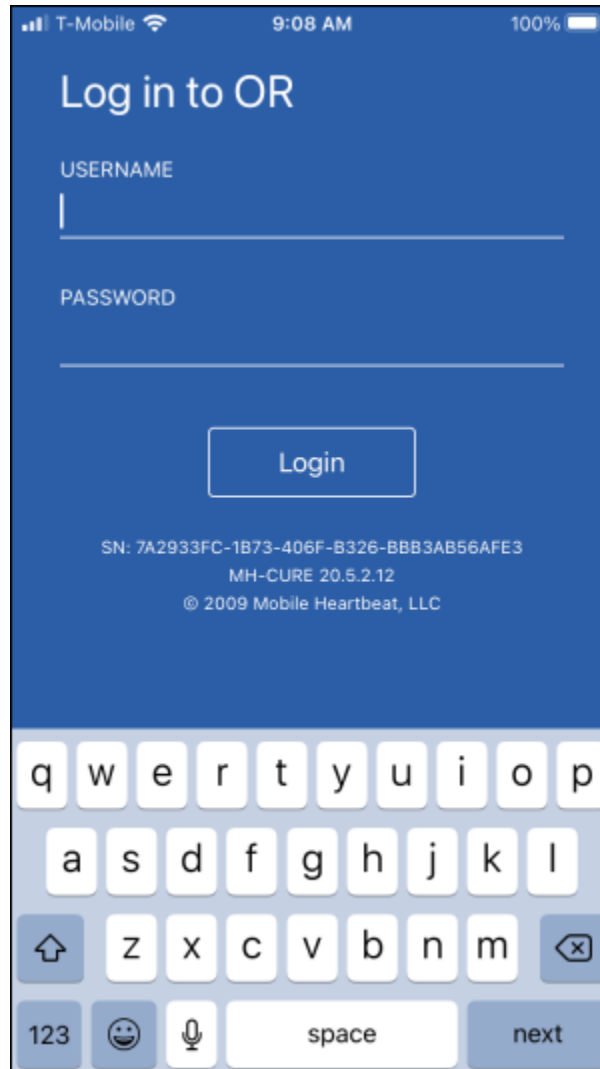 T-Mobile 9:08 AM 100%
Log in to OR
USERNAME
PASSWORD
Login
SN: 7A2933FC-1B73-406F-B326-BBB3AB56AFE3
MH-CURE 20.5.2.12
© 2009 Mobile Heartbeat, LLC
q w e r t y u i o p
a s d f g h j k l
z x c v b n m
123 space next